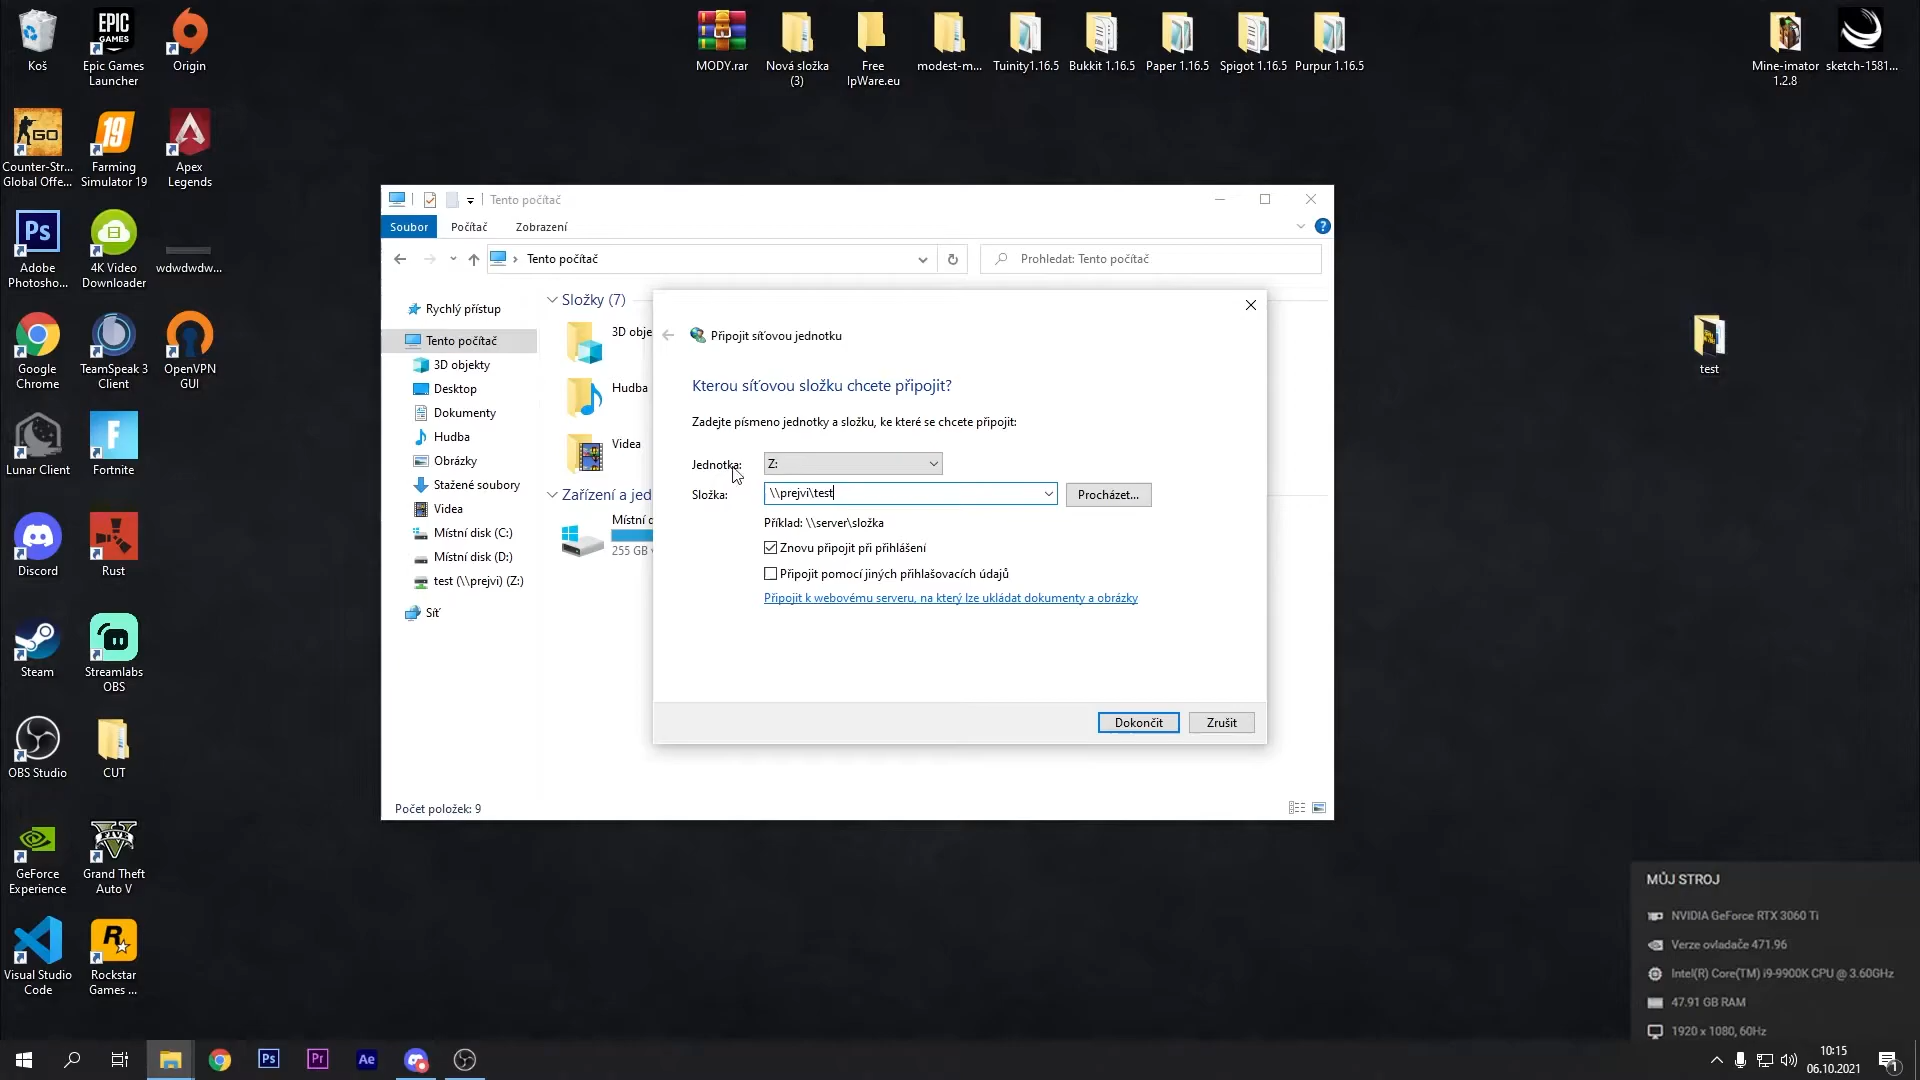 Koš
Epic Games
Launcher
Origin
MODY.rar
Nová složka
(3)
Free
IpWare.eu
modest-m...
Tuinity1.16.5
Bukkit 1.16.5
Paper 1.16.5
Spigot 1.16.5
Purpur 1.16.5
Mine-imator
1.2.8
sketch-1581...
Counter-Str...
Global Offe...
Farming
Simulator 19
Apex
Legends
Adobe
Photosho...
4K Video
Downloader
wdwdwdw...
Google
Chrome
TeamSpeak 3
Client
OpenVPN
GUI
Lunar Client
Fortnite
Discord
Rust
Steam
Streamlabs
OBS
OBS Studio
CUT
GeForce
Experience
Grand Theft
Auto V
Visual Studio
Code
Rockstar
Games ...
test
EPIC
GAMES
GO
19
Ps
F
FIVE
R
Tento počítač
Soubor
Počítač
Zobrazení
?
Tento počítač
Prohledat: Tento počítač
Rychlý přístup
Tento počítač
3D objekty
Desktop
Dokumenty
Hudba
Obrázky
Stažené soubory
Videa
Místní disk (C:)
Místní disk (D:)
test (\\prejvi) (Z:)
Síť
Složky (7)
3D obje
Hudba
Videa
Zařízení a jed
Místní d
255 GB v
Počet položek: 9
Připojit síťovou jednotku
Kterou síťovou složku chcete připojit?
Zadejte písmeno jednotky a složku, ke které se chcete připojit:
Jednotka:
Z:
Složka:
\\prejvi\test
Procházet...
Příklad: \\server\složka
Znovu připojit při přihlášení
Připojit pomocí jiných přihlašovacích údajů
Připojit k webovému serveru, na který lze ukládat dokumenty a obrázky
Dokončit
Zrušit
MŮJ STROJ
NVIDIA GeForce RTX 3060 Ti
Verze ovladače 471.96
Intel(R) Core(TM) i9-9900K CPU @ 3.60GHz
47.91 GB RAM
1920 x 1080, 60Hz
Ps
Pr
Ae
10:15
06.10.2021
1